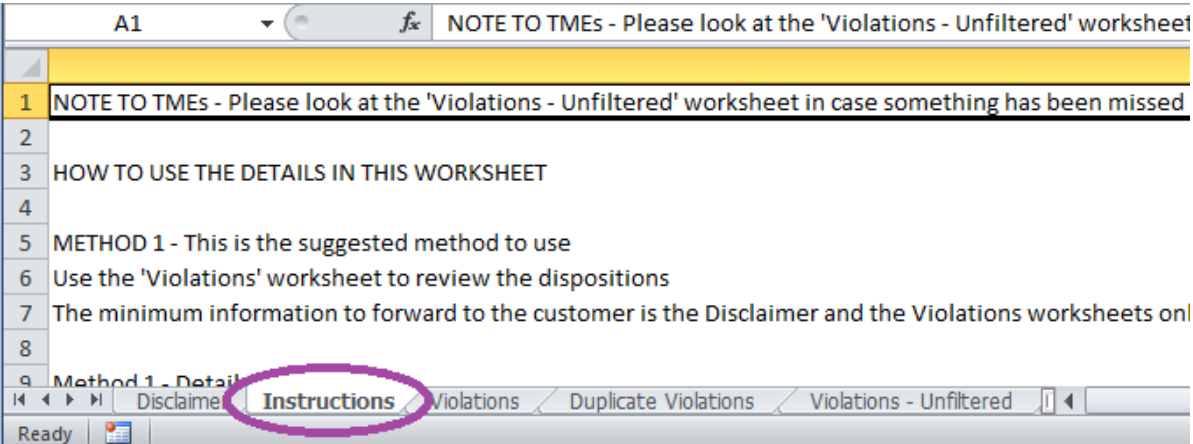 A1 fx NOTE TO TMEs - Please look at the 'Violations - Unfiltered' worksheet
1 NOTE TO TMEs - Please look at the 'Violations - Unfiltered' worksheet in case something has been missed
2
3 HOW TO USE THE DETAILS IN THIS WORKSHEET
4
5 METHOD 1 - This is the suggested method to use
6 Use the 'Violations' worksheet to review the dispositions
7 The minimum information to forward to the customer is the Disclaimer and the Violations worksheets
8
9 Method 1 - Detail
Disclaimer Instructions Violations Duplicate Violations Violations - Unfiltered
Ready